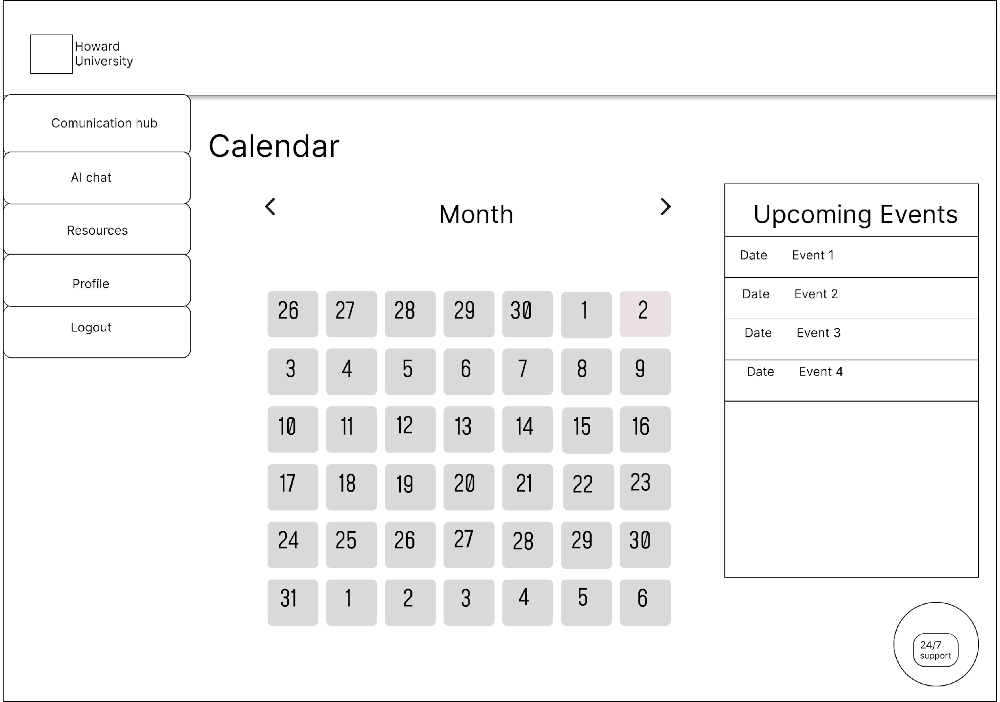 Howard
University
Comunication hub
AI chat
Resources
Profile
Logout
Calendar
< Month >
26 27 28 29 30 1 2
3 4 5 6 7 8 9
10 11 12 13 14 15 16
17 18 19 20 21 22 23
24 25 26 27 28 29 30
31 1 2 3 4 5 6
Upcoming Events
Date Event 1
Date Event 2
Date Event 3
Date Event 4
24/7
support